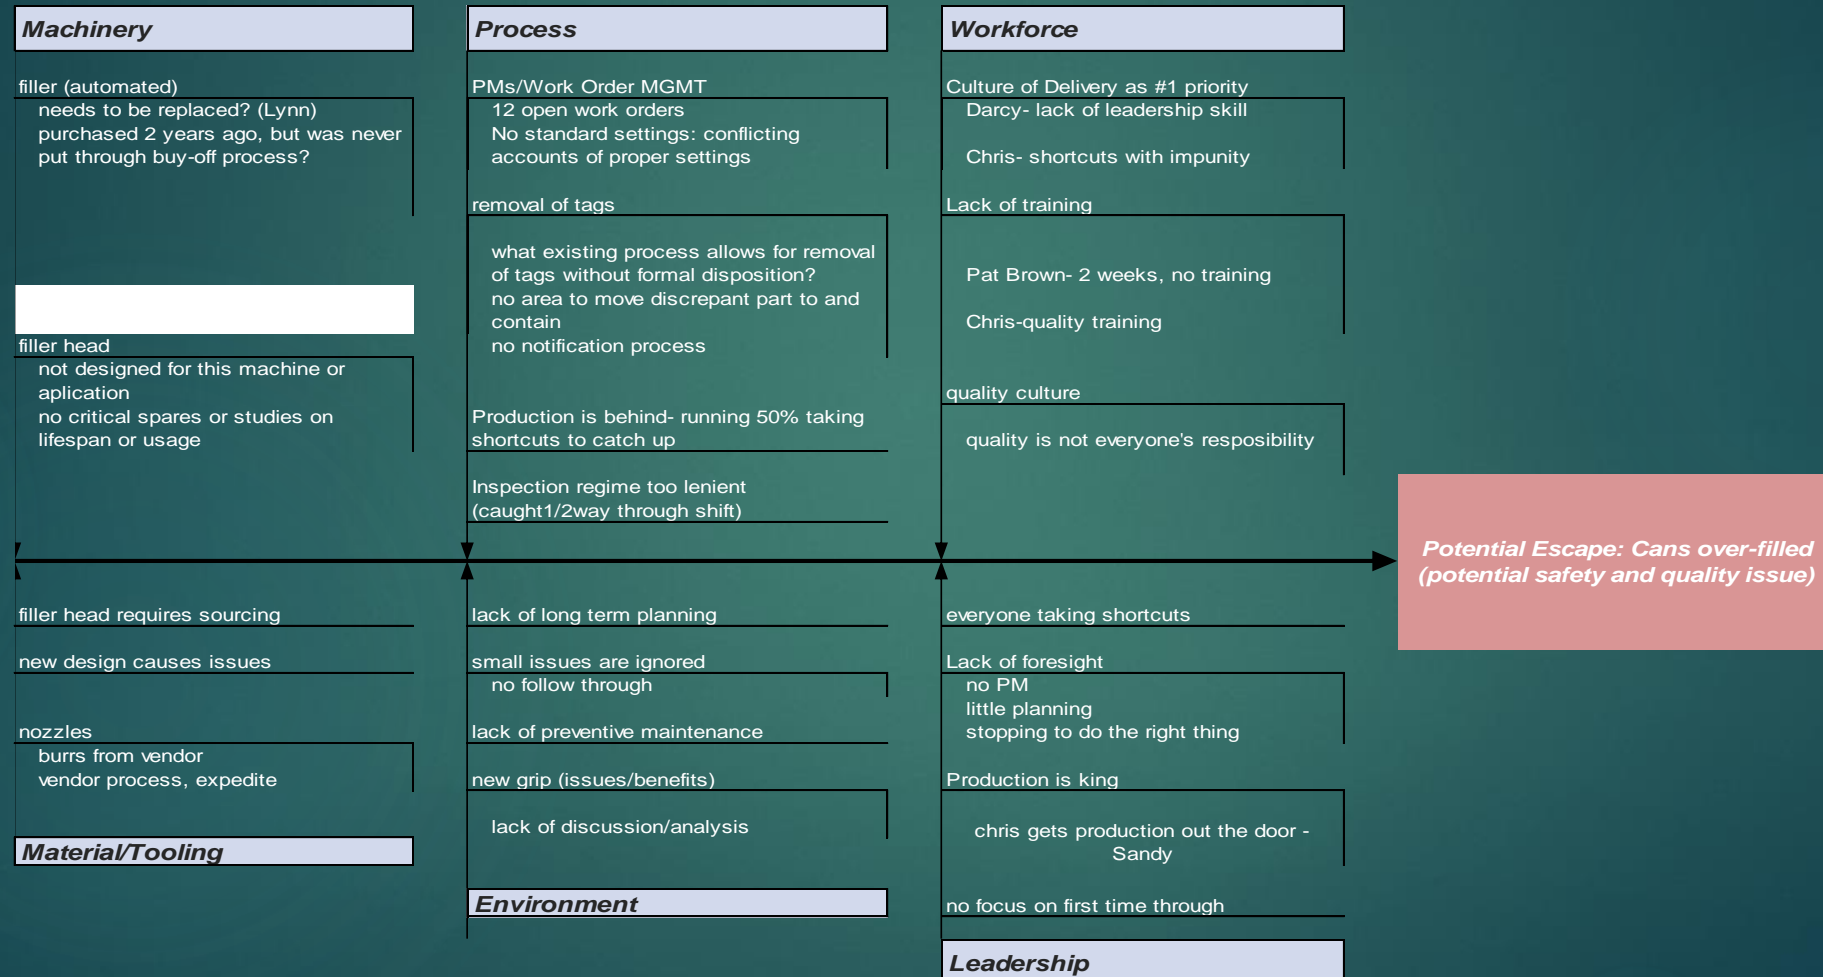 Machinery
filler (automated)
needs to be replaced? (Lynn)
purchased 2 years ago, but was never
put through buy-off process?
filler head
not designed for this machine or
aplication
no critical spares or studies on
lifespan or usage
Process
PMs/Work Order MGMT
12 open work orders
No standard settings: conflicting
accounts of proper settings
removal of tags
what existing process allows for removal
of tags without formal disposition?
no area to move discrepant part to and
contain
no notification process
Production is behind- running 50% taking
shortcuts to catch up
Inspection regime too lenient
(caught1/2way through shift)
Workforce
Culture of Delivery as #1 priority
Darcy- lack of leadership skill
Chris- shortcuts with impunity
Lack of training
Pat Brown- 2 weeks, no training
Chris-quality training
quality culture
quality is not everyone's resposibility
Potential Escape: Cans over-filled
(potential safety and quality issue)
filler head requires sourcing
new design causes issues
nozzles
burrs from vendor
vendor process, expedite
Material/Tooling
lack of long term planning
small issues are ignored
no follow through
lack of preventive maintenance
new grip (issues/benefits)
lack of discussion/analysis
Environment
everyone taking shortcuts
Lack of foresight
no PM
little planning
stopping to do the right thing
Production is king
chris gets production out the door -
Sandy
no focus on first time through
Leadership